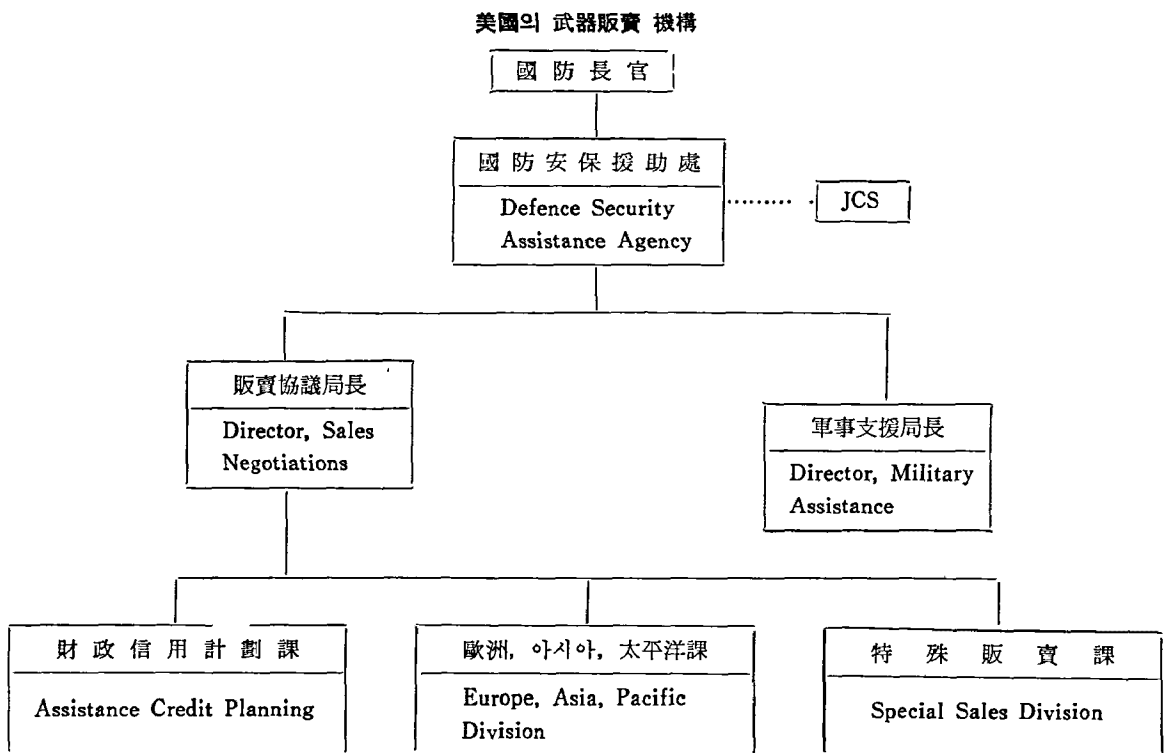 美國의 武器販賣 機構
國防長官
國防安保援助處
Defence Security
Assistance Agency
JCS
販賣協議局長
Director, Sales
Negotiations
軍事支援局長
Director, Military
Assistance
財政信用計劃課
Assistance Credit Planning
歐洲, 아시아, 太平洋課
Europe, Asia, Pacific
Division
特殊販賣課
Special Sales Division